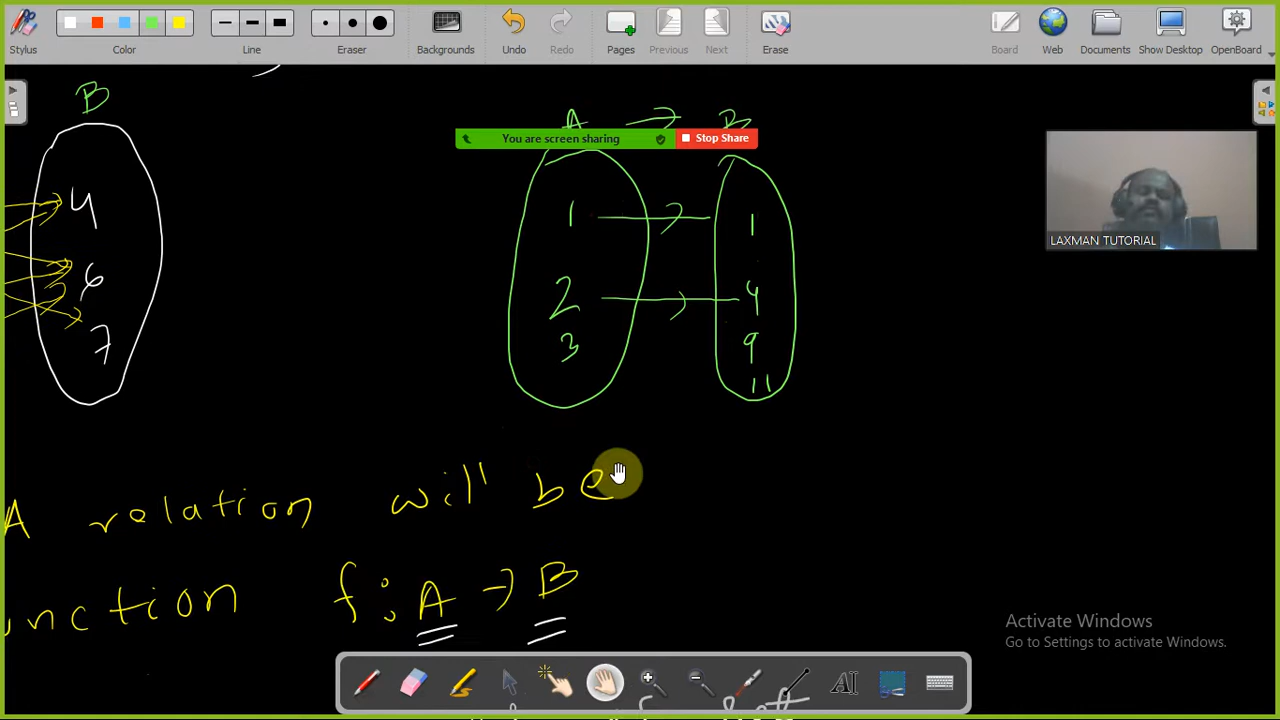 Stylus Color Line Eraser Backgrounds Undo Redo Pages Previous Next Erase Board Web Documents Show Desktop OpenBoard
B
A → B
You are screen sharing Stop Share
LAXMAN TUTORIAL
4
6
7
1 → 1
2 → 4
3 9
11
A relation will be
unction f : A → B
Activate Windows
Go to Settings to activate Windows.